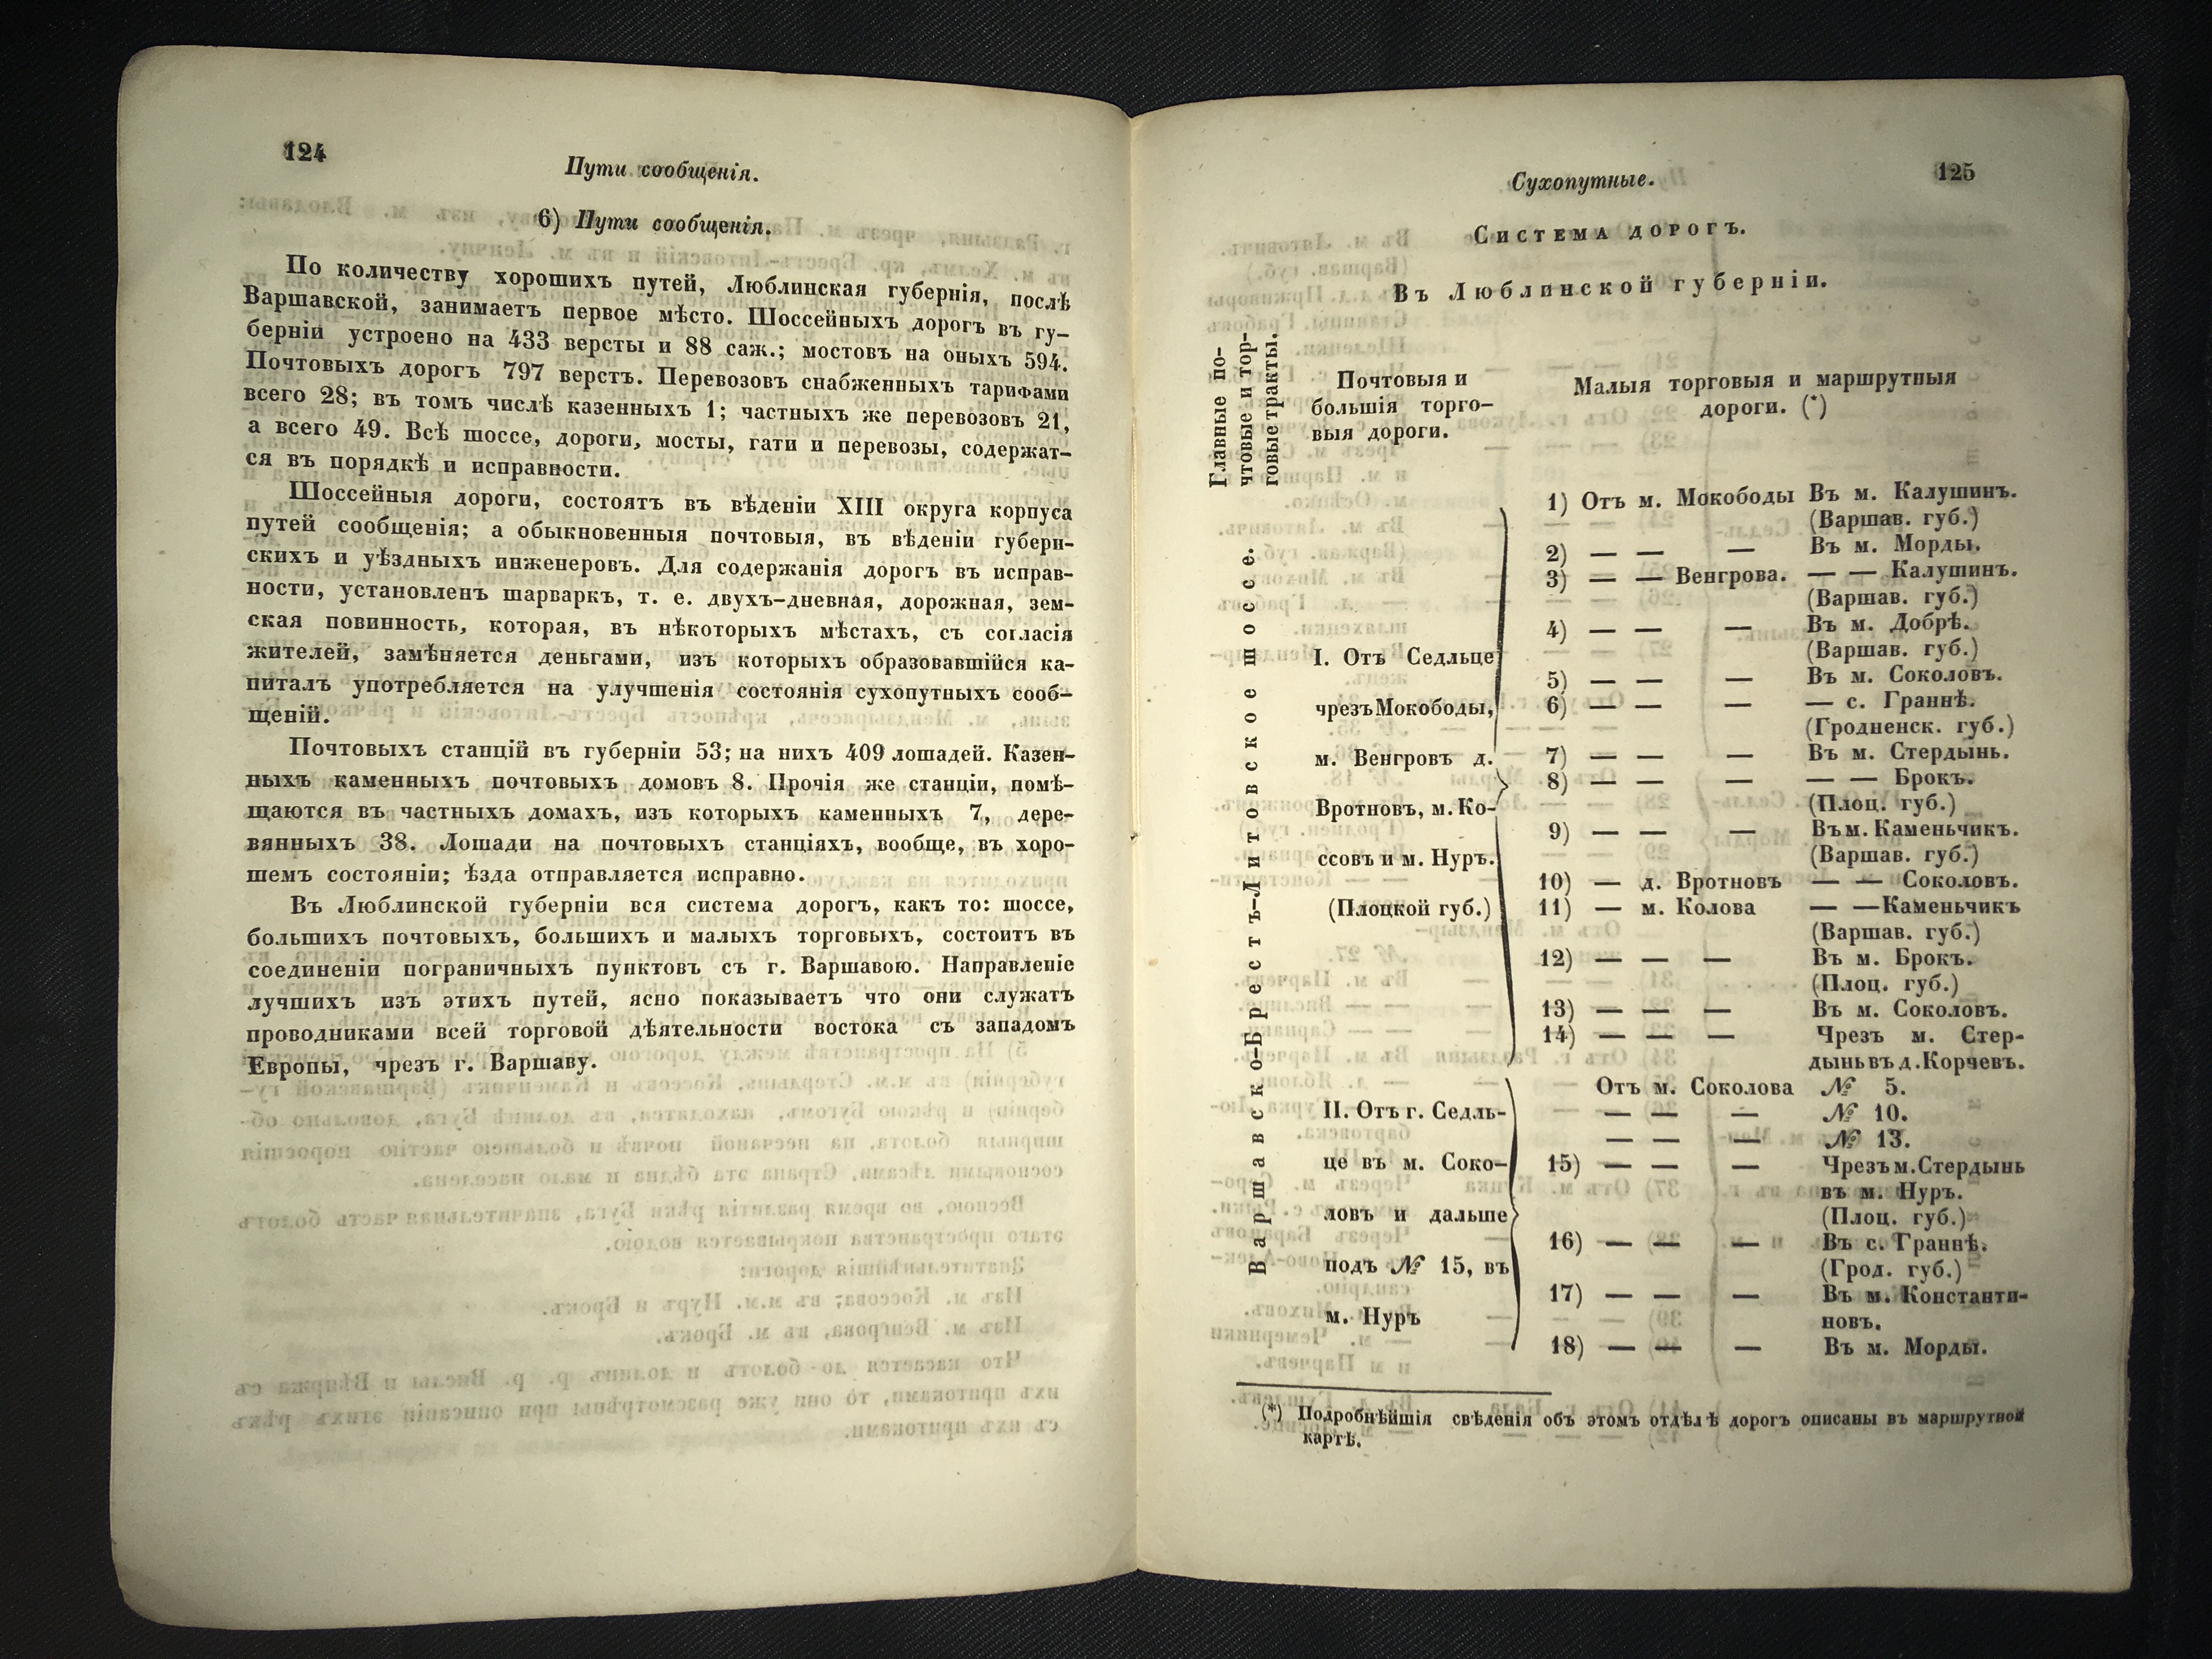 124
Пути сообщенія.
6) Пути сообщенія.
По количеству хорошихъ путей, Люблинская губернія, послѣ
Варшавской, занимаетъ первое мѣсто. Шоссейныхъ дорогъ въ гу-
берніи устроено на 433 версты и 88 саж.; мостовъ на оныхъ 594.
Почтовыхъ дорогъ 797 верстъ. Перевозовъ снабженныхъ тарифами
всего 28; въ томъ числѣ казенныхъ 1; частныхъ же перевозовъ 21,
а всего 49. Всѣ шоссе, дороги, мосты, гати и перевозы, содержат-
ся въ порядкѣ и исправности.
Шоссейныя дороги, состоятъ въ вѣденіи XIII округа корпуса
путей сообщенія; а обыкновенныя почтовыя, въ вѣденіи губерн-
скихъ и уѣздныхъ инженеровъ. Для содержанія дорогъ въ исправ-
ности, установленъ шарваркъ, т. е. двухъ-дневная, дорожная, зем-
ская повинность, которая, въ нѣкоторыхъ мѣстахъ, съ согласія
жителей, замѣняется деньгами, изъ которыхъ образовавшійся ка-
питалъ употребляется на улучшенія состоянія сухопутныхъ сооб-
щеній.
Почтовыхъ станцій въ губерніи 53; на нихъ 409 лошадей. Казен-
ныхъ каменныхъ почтовыхъ домовъ 8. Прочія же станціи, помѣ-
щаются въ частныхъ домахъ, изъ которыхъ каменныхъ 7, дере-
вянныхъ 38. Лошади на почтовыхъ станціяхъ, вообще, въ хоро-
шемъ состояніи; ѣзда отправляется исправно.
Въ Люблинской губерніи вся система дорогъ, какъ то: шоссе,
большихъ почтовыхъ, большихъ и малыхъ торговыхъ, состоитъ въ
соединеніи пограничныхъ пунктовъ съ г. Варшавою. Направленіе
лучшихъ изъ этихъ путей, ясно показываетъ что они служатъ
проводниками всей торговой дѣятельности востока съ западомъ
Европы, чрезъ г. Варшаву.
Сухопутные.
125
Система дорогъ.
Въ Люблинской губерніи.
Главные по-
чтовые и тор-
говые тракты.
Почтовыя и
большія торго-
выя дороги.
Малыя торговыя и маршрутныя
дороги. (*)
Варшавско-Брестъ-Литовское шоссе.
I. Отъ Седльце
чрезъ Мокободы,
м. Венгровъ д.
Вротновъ, м. Ко-
ссовъ и м. Нуръ.
(Плоцкой губ.)
1) Отъ м. Мокободы Въ м. Калушинъ.
(Варшав. губ.)
2) — — — Въ м. Морды.
3) — — Венгрова. — — Калушинъ.
(Варшав. губ.)
4) — — — Въ м. Добрѣ.
(Варшав. губ.)
5) — — — Въ м. Соколовъ.
6) — — — — с. Граннѣ.
(Гродненск. губ.)
7) — — — Въ м. Стердынь.
8) — — — — — Брокъ.
(Плоц. губ.)
9) — — — Въ м. Каменьчикъ.
(Варшав. губ.)
10) — д. Вротновъ — — Соколовъ.
11) — м. Колова — — Каменьчикъ
(Варшав. губ.)
12) — — — Въ м. Брокъ.
(Плоц. губ.)
13) — — — Въ м. Соколовъ.
14) — — — Чрезъ м. Стер-
дынь въ д. Корчевъ.
II. Отъ г. Седль-
це въ м. Соко-
ловъ и дальше
подъ № 15, въ
м. Нуръ
Отъ м. Соколова № 5.
— — — № 10.
— — — № 13.
15) — — — Чрезъ м. Стердынь
въ м. Нуръ.
(Плоц. губ.)
16) — — — Въ с. Граннѣ.
(Грод. губ.)
17) — — — Въ м. Константи-
новъ.
18) — — — Въ м. Морды.
(*) Подробнѣйшія свѣденія объ этомъ отдѣлѣ дорогъ описаны въ маршрутной
картѣ.